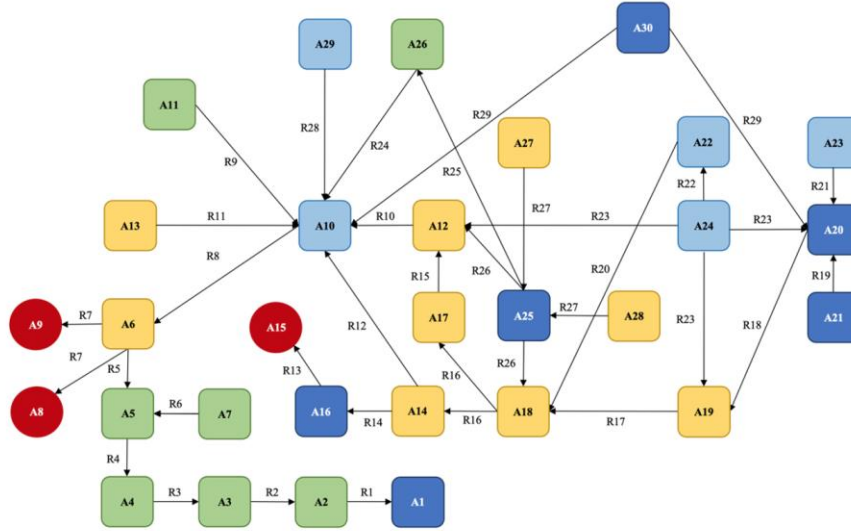 A30
A29
A26
A11
A27
A22
A23
R28
R24
R29
R29
R9
R25
R22
R21
A13
R11
A10
R10
A12
R23
A24
R23
A20
R27
R8
R26
R20
R19
R15
A9
R7
A6
A15
A17
A25
R27
A28
A21
R12
R23
R18
R7
R5
R13
R26
R16
A8
A5
R6
A7
A16
R14
A14
R16
A18
R17
A19
R4
A4
R3
A3
R2
A2
R1
A1